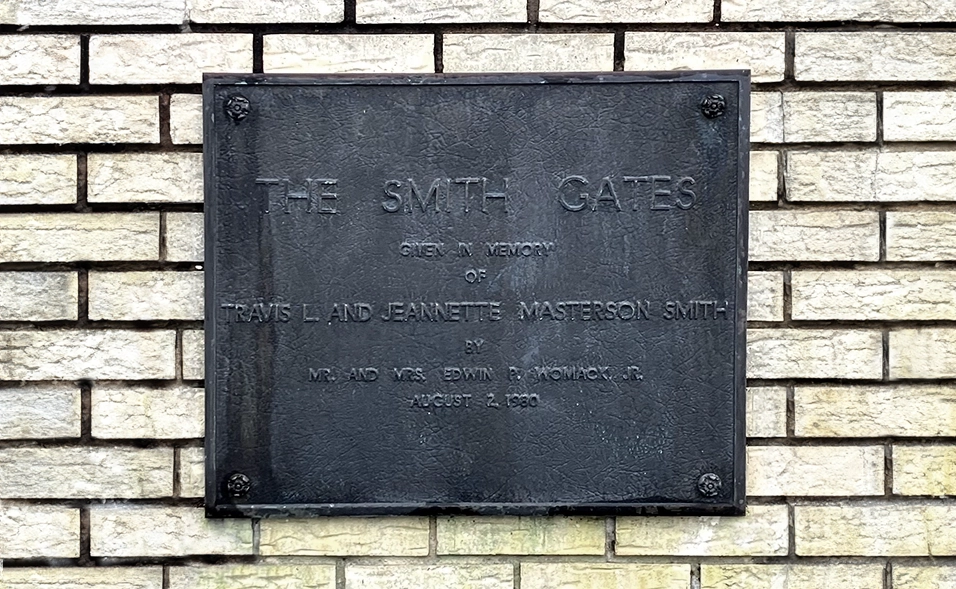 THE SMITH GATES
GIVEN IN MEMORY
OF
TRAVIS L. AND JEANNETTE MASTERSON SMITH
BY
MR. AND MRS. EDWIN P. WOMACK, JR.
AUGUST 2, 1980